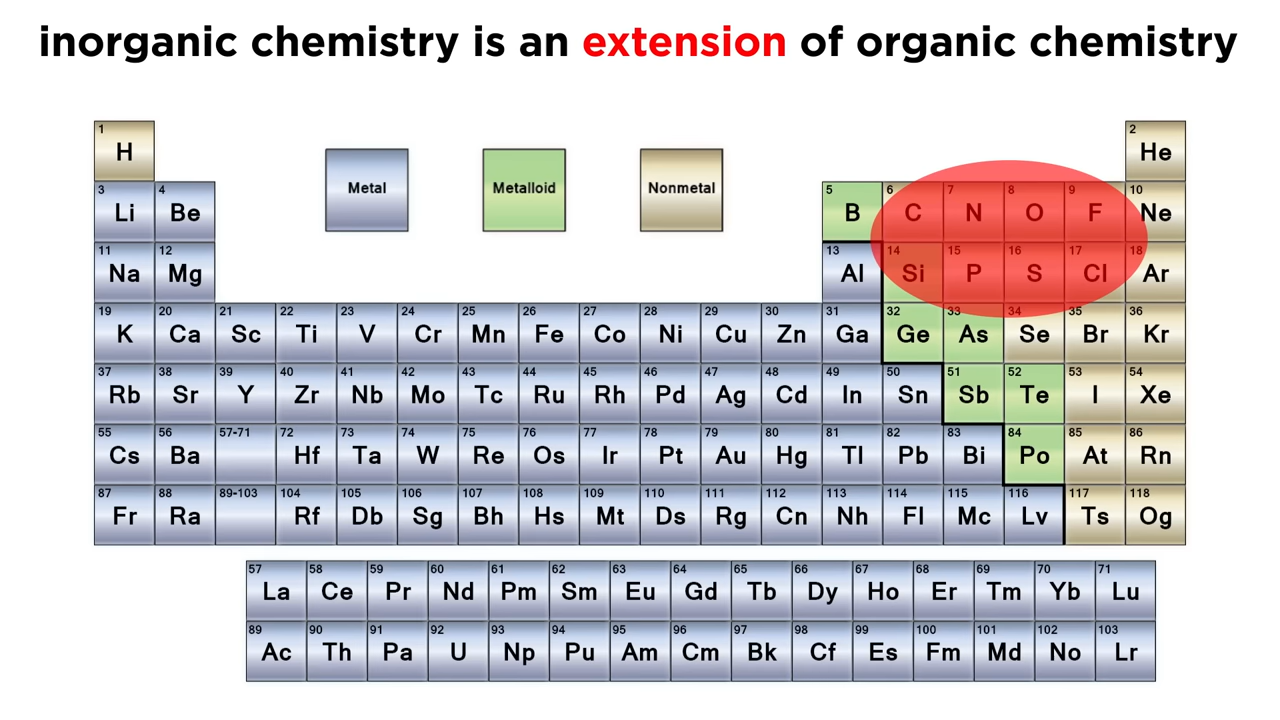 inorganic chemistry is an extension of organic chemistry
1 2
H He
Metal Metalloid Nonmetal
3 4 5 6 7 8 9 10
Li Be B C N O F Ne
11 12 13 14 15 16 17 18
Na Mg Al Si P S Cl Ar
19 20 21 22 23 24 25 26 27 28 29 30 31 32 33 34 35 36
K Ca Sc Ti V Cr Mn Fe Co Ni Cu Zn Ga Ge As Se Br Kr
37 38 39 40 41 42 43 44 45 46 47 48 49 50 51 52 53 54
Rb Sr Y Zr Nb Mo Tc Ru Rh Pd Ag Cd In Sn Sb Te I Xe
55 56 57-71 72 73 74 75 76 77 78 79 80 81 82 83 84 85 86
Cs Ba Hf Ta W Re Os Ir Pt Au Hg Tl Pb Bi Po At Rn
87 88 89-103 104 105 106 107 108 109 110 111 112 113 114 115 116 117 118
Fr Ra Rf Db Sg Bh Hs Mt Ds Rg Cn Nh Fl Mc Lv Ts Og
57 58 59 60 61 62 63 64 65 66 67 68 69 70 71
La Ce Pr Nd Pm Sm Eu Gd Tb Dy Ho Er Tm Yb Lu
89 90 91 92 93 94 95 96 97 98 99 100 101 102 103
Ac Th Pa U Np Pu Am Cm Bk Cf Es Fm Md No Lr